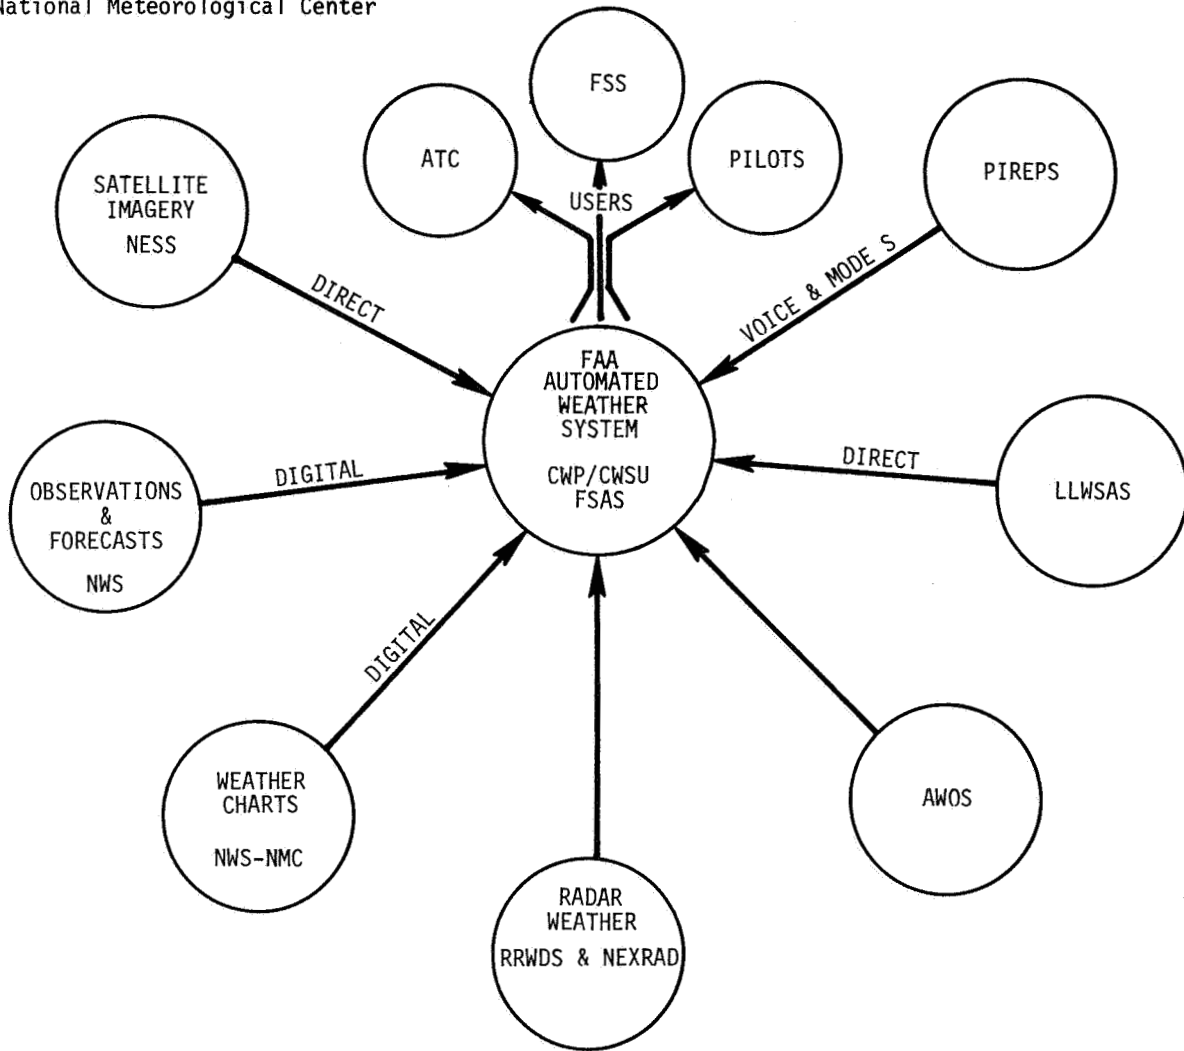 National Meteorological Center
FSS
ATC
PILOTS
PIREPS
SATELLITE
IMAGERY
NESS
USERS
DIRECT
VOICE & MODE S
FAA
AUTOMATED
WEATHER
SYSTEM
CWP/CWSU
FSAS
DIGITAL
DIRECT
OBSERVATIONS
&
FORECASTS
NWS
LLWSAS
DIGITAL
WEATHER
CHARTS
NWS-NMC
AWOS
RADAR
WEATHER
RRWDS & NEXRAD